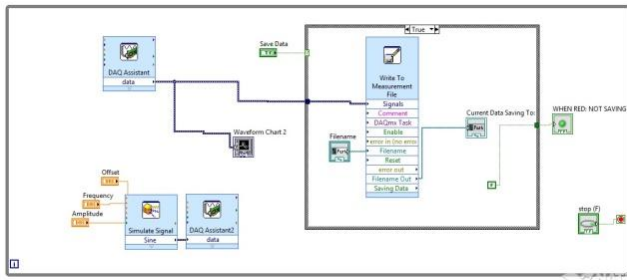 True
Save Data
TF
DAQ Assistant
data
Write To
Measurement
File
Signals
Comment
DAQmx Task
Enable
error in (no error
Filename
Reset
error out
Filename Out
Saving Data
Waveform Chart 2
Filename
Current Data Saving To:
WHEN RED: NOT SAVING
Offset
Frequency
Amplitude
Simulate Signal
Sine
DAQ Assistant2
data
stop (F)
i